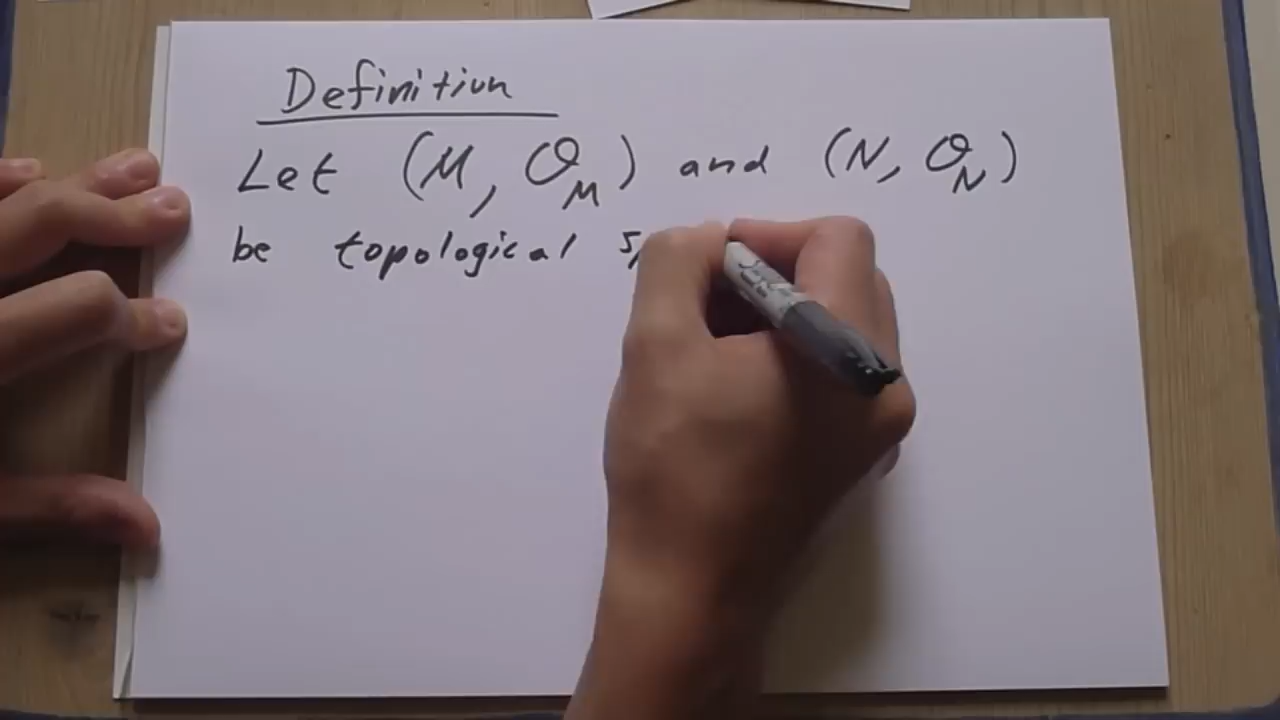 Definition
Let (M, O_M) and (N, O_N)
be topological